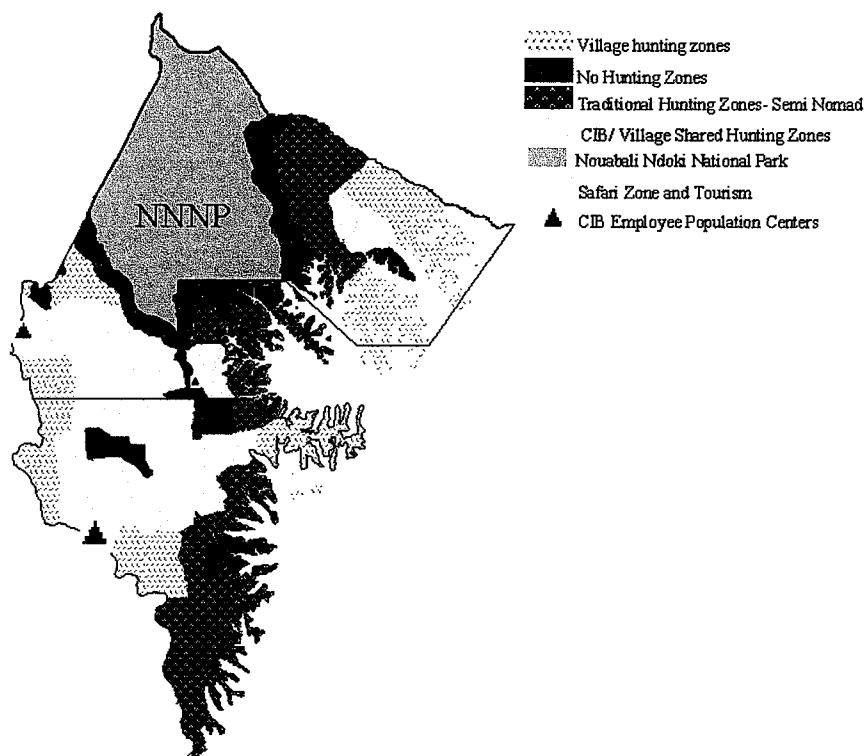 Village hunting zones
No Hunting Zones
Traditional Hunting Zones- Semi Nomad
CIB/ Village Shared Hunting Zones
Nouabali Ndoki National Park
Safari Zone and Tourism
CIB Employee Population Centers
NNNP